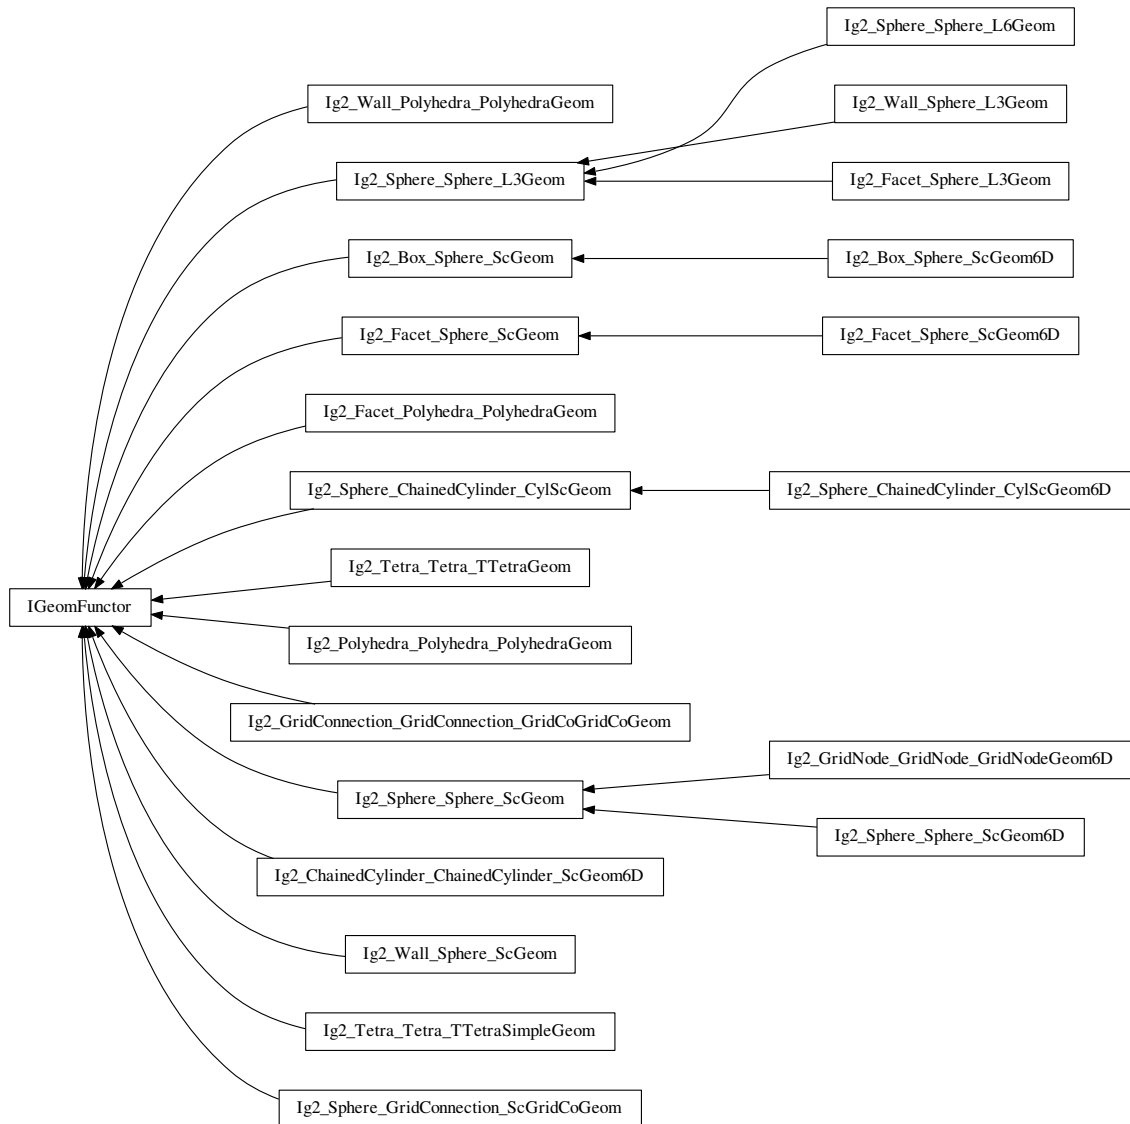 Ig2_Sphere_Sphere_L6Geom
Ig2_Wall_Polyhedra_PolyhedraGeom
Ig2_Wall_Sphere_L3Geom
Ig2_Sphere_Sphere_L3Geom
Ig2_Facet_Sphere_L3Geom
Ig2_Box_Sphere_ScGeom
Ig2_Box_Sphere_ScGeom6D
Ig2_Facet_Sphere_ScGeom
Ig2_Facet_Sphere_ScGeom6D
Ig2_Facet_Polyhedra_PolyhedraGeom
Ig2_Sphere_ChainedCylinder_CylScGeom
Ig2_Sphere_ChainedCylinder_CylScGeom6D
Ig2_Tetra_Tetra_TTetraGeom
IGeomFunctor
Ig2_Polyhedra_Polyhedra_PolyhedraGeom
Ig2_GridConnection_GridConnection_GridCoGridCoGeom
Ig2_GridNode_GridNode_GridNodeGeom6D
Ig2_Sphere_Sphere_ScGeom
Ig2_Sphere_Sphere_ScGeom6D
Ig2_ChainedCylinder_ChainedCylinder_ScGeom6D
Ig2_Wall_Sphere_ScGeom
Ig2_Tetra_Tetra_TTetraSimpleGeom
Ig2_Sphere_GridConnection_ScGridCoGeom